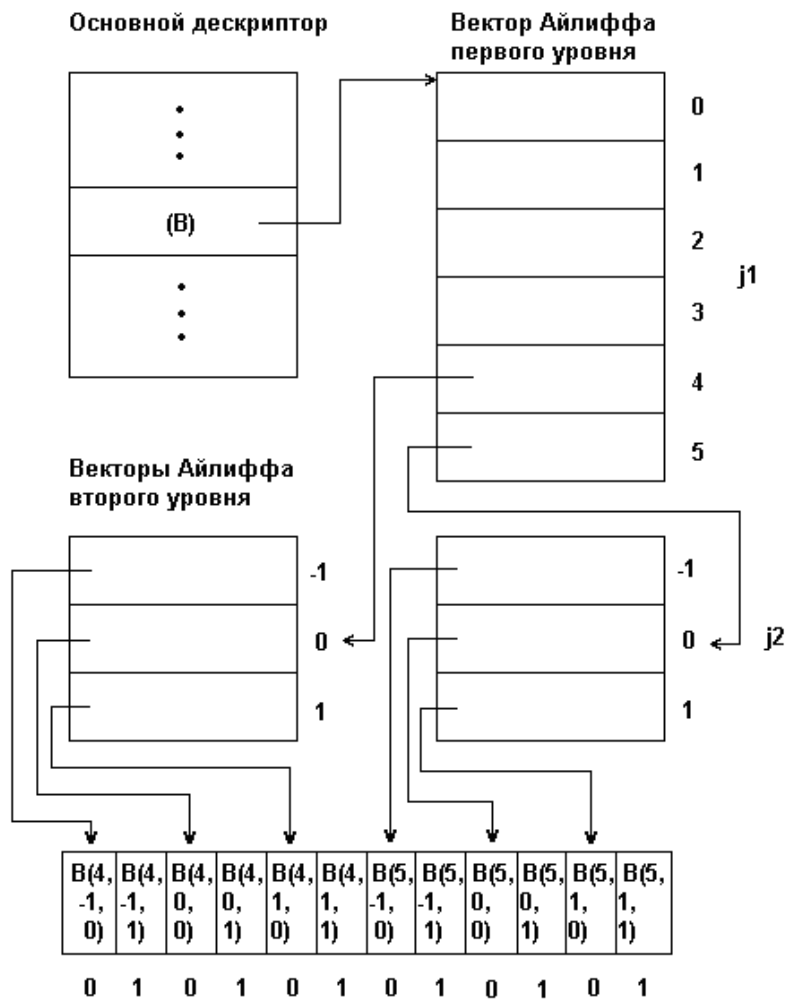 Основной дескриптор
Вектор Айлиффа
первого уровня
(B)
0
1
2
3
4
5
j1
Векторы Айлиффа
второго уровня
-1
0
1
-1
0
1
j2
B(4, B(4, B(4, B(4, B(4, B(4, B(5, B(5, B(5, B(5, B(5, B(5,
-1, -1, 0, 0, 1, 1, -1, -1, 0, 0, 1, 1,
0) 1) 0) 1) 0) 1) 0) 1) 0) 1) 0) 1)
0 1 0 1 0 1 0 1 0 1 0 1